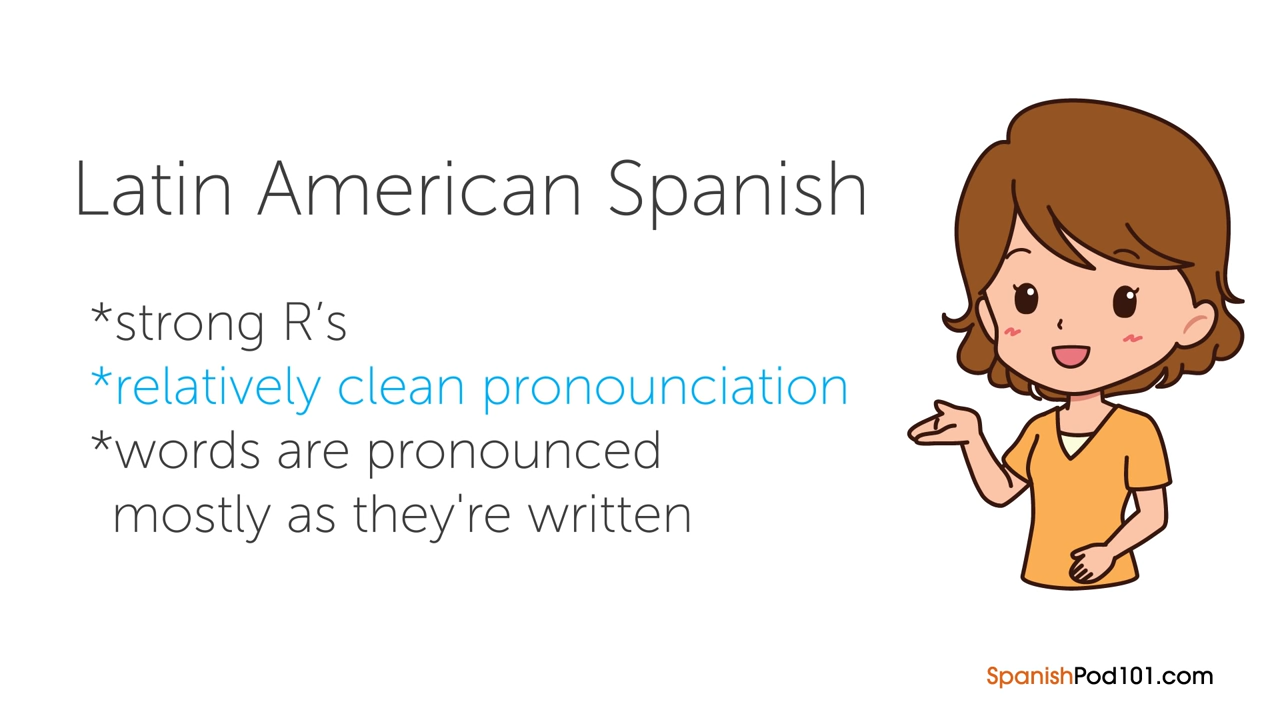 Latin American Spanish
*strong R’s
*relatively clean pronounciation
*words are pronounced
mostly as they're written
SpanishPod101.com